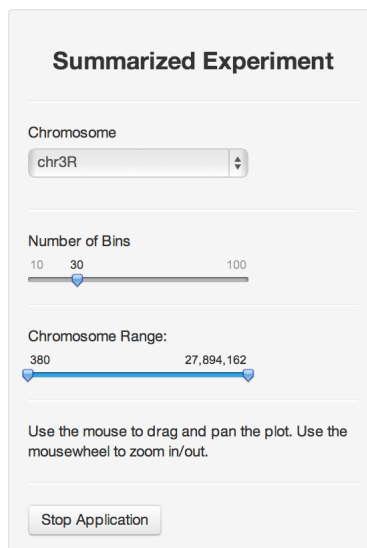 Summarized Experiment
Chromosome
chr3R
Number of Bins
10 30 100
Chromosome Range:
380 27,894,162
Use the mouse to drag and pan the plot. Use the
mousewheel to zoom in/out.
Stop Application